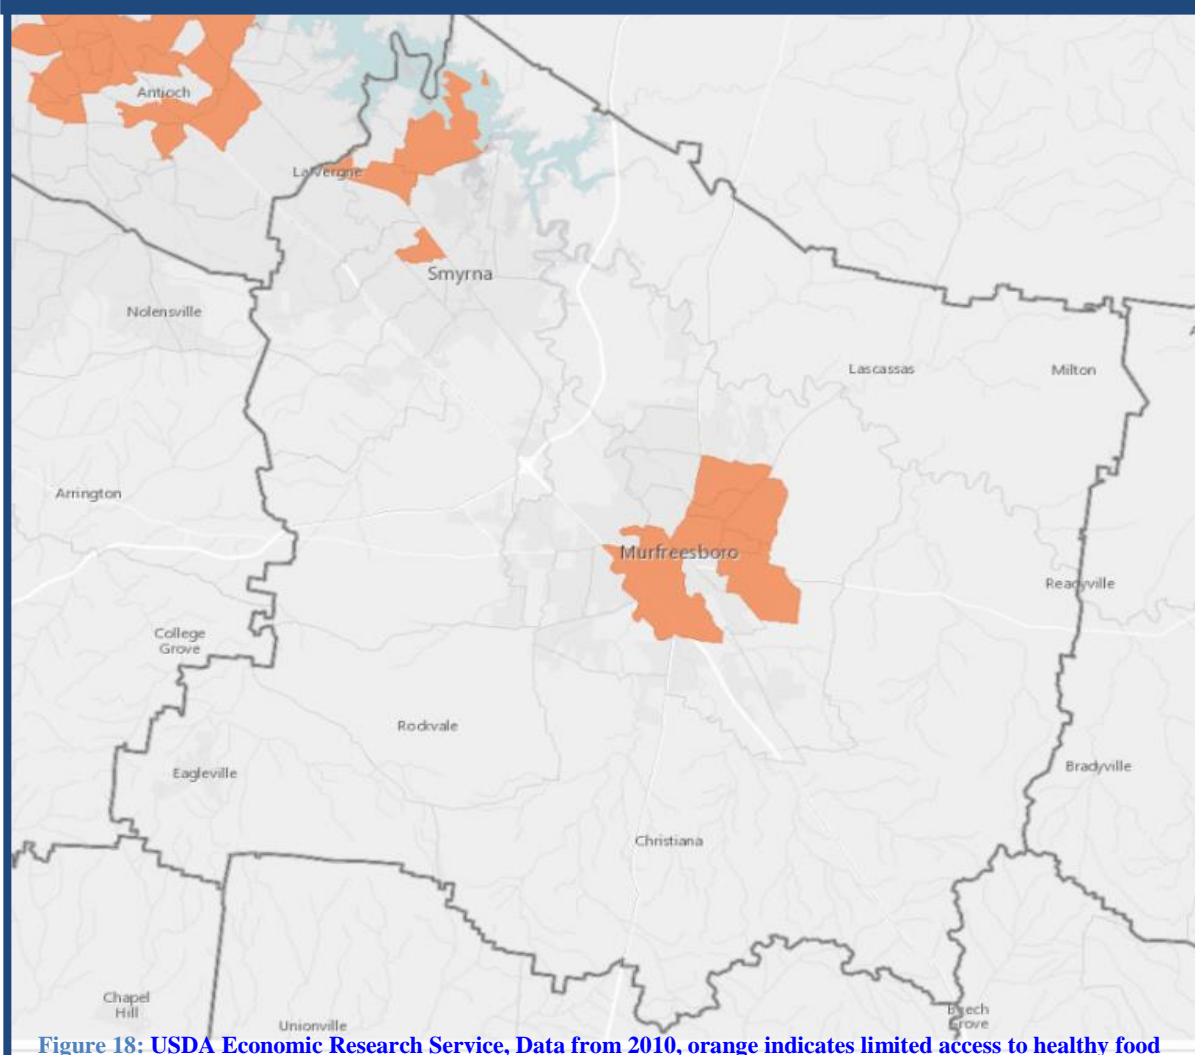 Antioch
La Vergne
Smyrna
Nolensville
Lascassas
Milton
Arrington
Murfreesboro
Readyville
College
Grove
Rockvale
Eagleville
Bradyville
Christiana
Chapel
Hill
Beech
Grove
Unionville
Figure 18: USDA Economic Research Service, Data from 2010, orange indicates limited access to healthy food